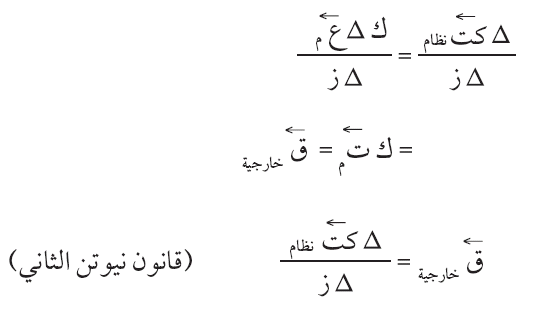 Δ كت نظام / Δ ز = ك Δ ع م / Δ ز
= ك ت م = ق خارجية
ق خارجية = Δ كت نظام / Δ ز (قانون نيوتن الثاني)